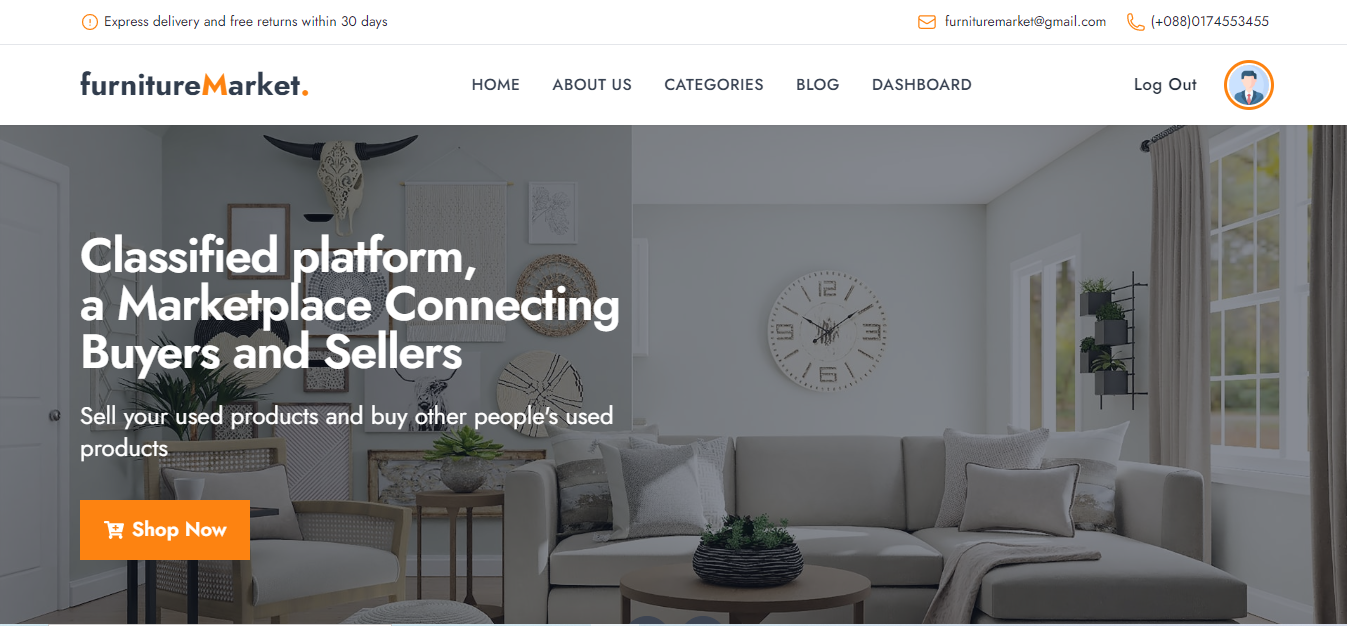 Express delivery and free returns within 30 days
furnituremarket@gmail.com
(+088)0174553455
furnitureMarket.
HOME
ABOUT US
CATEGORIES
BLOG
DASHBOARD
Log Out
Classified platform,
a Marketplace Connecting
Buyers and Sellers
Sell your used products and buy other people's used
products
Shop Now